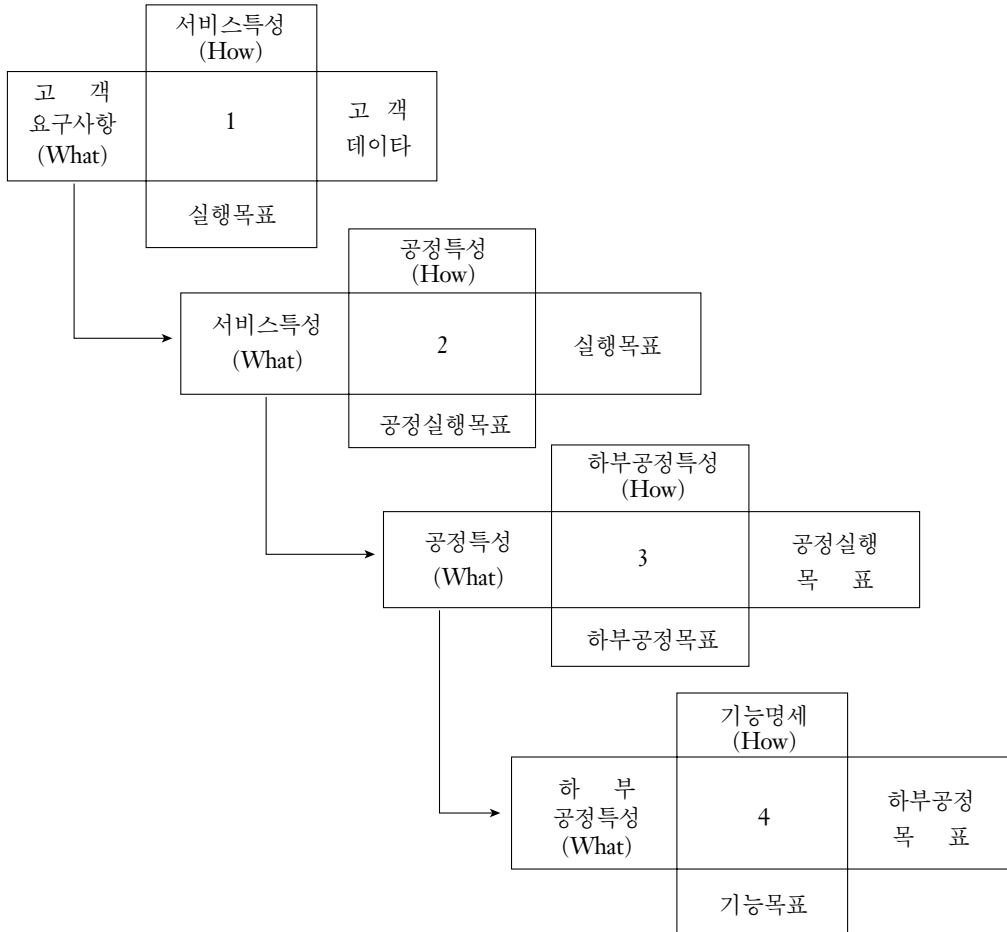 서비스특성
(How)
고 객
요구사항
(What)
1
고 객
데이타
실행목표
공정특성
(How)
서비스특성
(What)
2
실행목표
공정실행목표
하부공정특성
(How)
공정특성
(What)
3
공정실행
목 표
하부공정목표
기능명세
(How)
하 부
공정특성
(What)
4
하부공정
목 표
기능목표